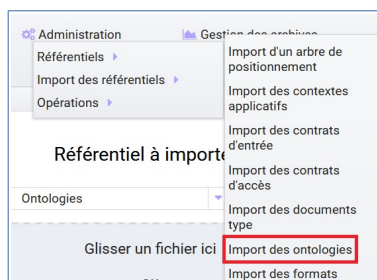 Administration
Gestion des archives
Référentiels
Import des référentiels
Opérations
Import d'un arbre de
positionnement
Import des contextes
applicatifs
Import des contrats
d'entrée
Import des contrats
d'accès
Import des documents
type
Import des ontologies
Import des formats
Référentiel à importe
Ontologies
Glisser un fichier ici